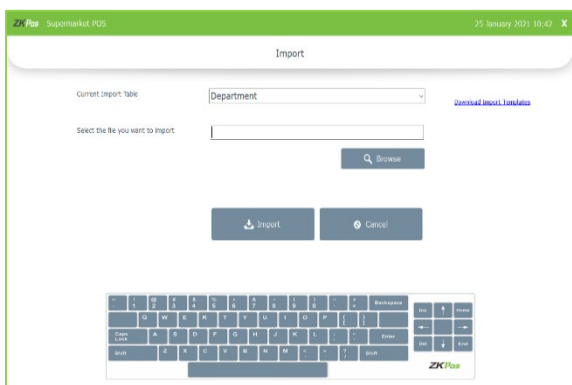 ZKPos Supermarket POS 25 January 2021 10:42 X
Import
Current Import Table Department
Download Import Templates
Select the file you want to import
Browse
Import Cancel
Backspace
Q W E R T Y U I O P
Caps Lock A S D F G H J K L Enter
Shift Z X C V B N M Shift
Ins Home
Del End
ZKPos